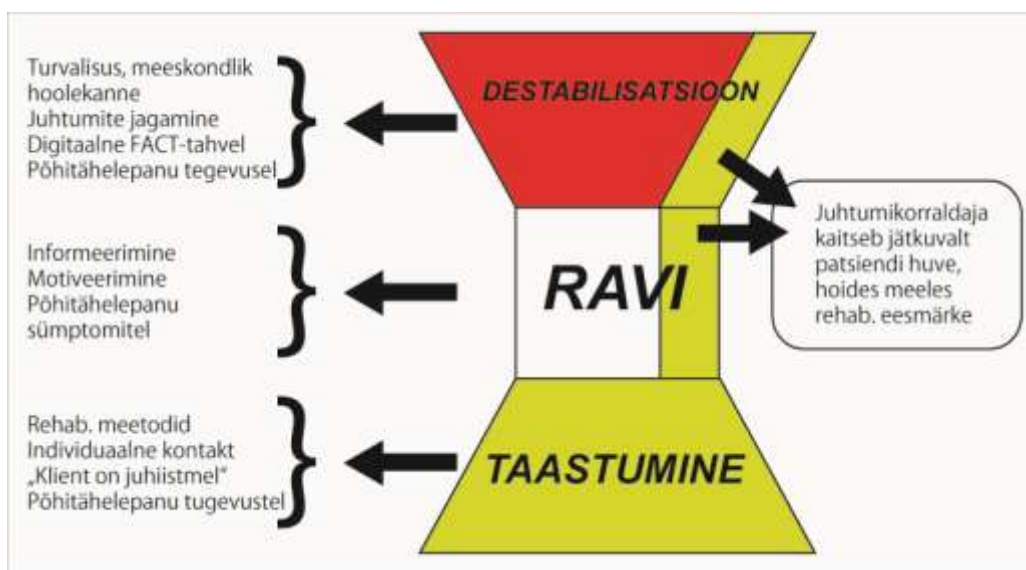 Turvalisus, meeskondlik
hoolekanne
Juhtumite jagamine
Digitaalne FACT-tahvel
Põhitähelepanu tegevusel
DESTABILISATSIOON
Juhtumikorraldaja
kaitseb jätkuvalt
patsiendi huve,
hoides meeles
rehab. eesmärke
Informeerimine
Motiveerimine
Põhitähelepanu
sümptomitel
RAVI
Rehab. meetodid
Individuaalne kontakt
„Klient on juhiistmel“
Põhitähelepanu tugevustel
TAASTUMINE